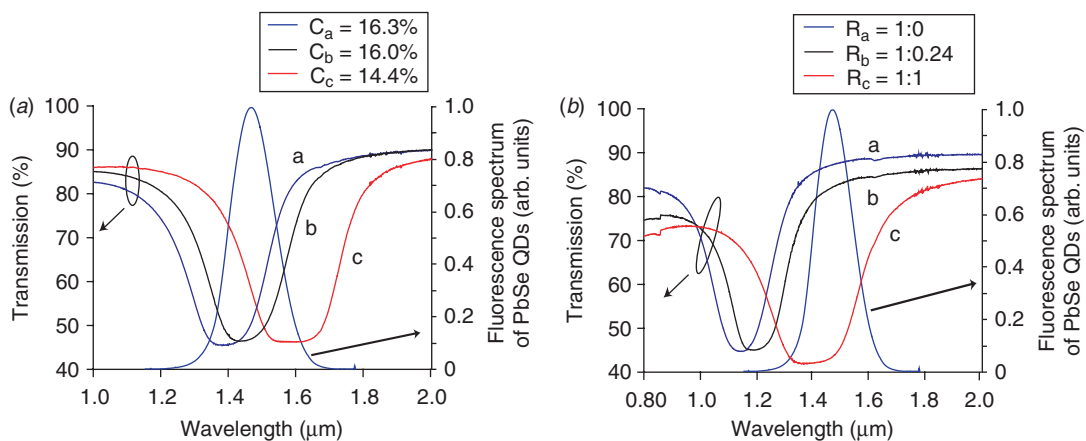 Cₐ = 16.3%
C_b = 16.0%
C_c = 14.4%
(a)
100
90
80
70
60
50
40
Transmission (%)
1.0
1.2
1.4
1.6
1.8
2.0
Wavelength (μm)
1.0
0.8
0.6
0.4
0.2
0
Fluorescence spectrum
of PbSe QDs (arb. units)
a
b
c
Rₐ = 1:0
R_b = 1:0.24
R_c = 1:1
(b)
100
90
80
70
60
50
40
Transmission (%)
0.80
1.0
1.2
1.4
1.6
1.8
2.0
Wavelength (μm)
1.0
0.8
0.6
0.4
0.2
0
Fluorescence spectrum
of PbSe QDs (arb. units)
a
b
c